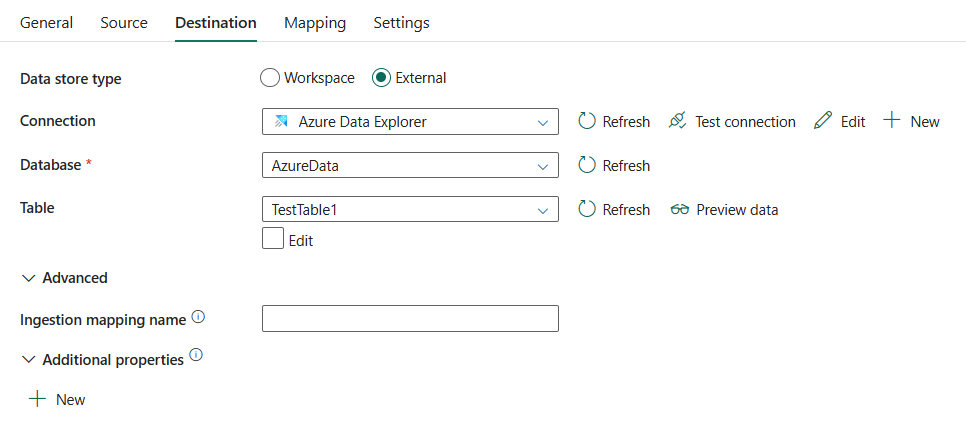 General Source Destination Mapping Settings
Data store type Workspace External
Connection Azure Data Explorer Refresh Test connection Edit New
Database * AzureData Refresh
Table TestTable1 Refresh Preview data
Edit
Advanced
Ingestion mapping name
Additional properties
New